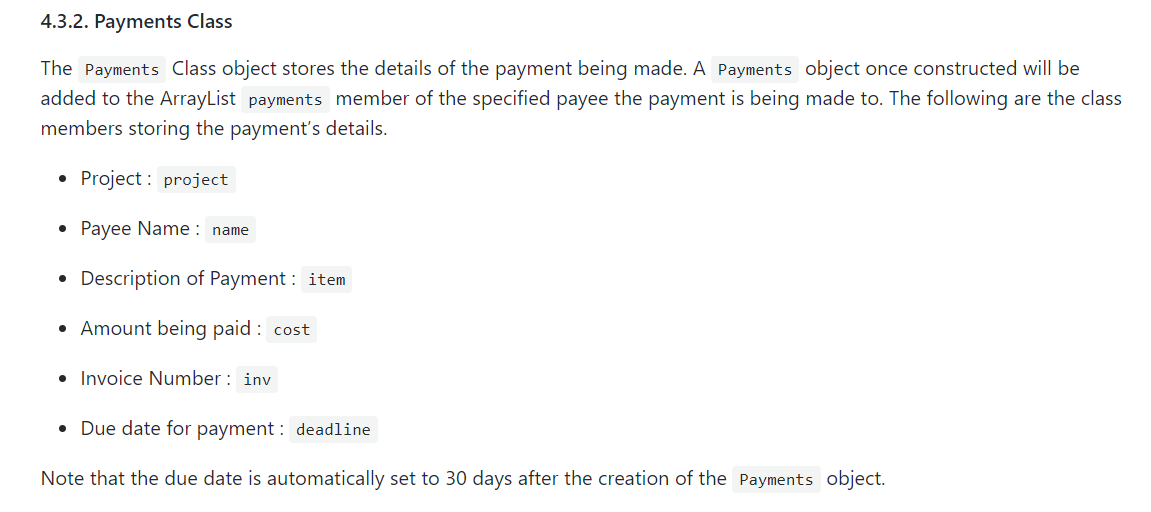 4.3.2. Payments Class
The Payments Class object stores the details of the payment being made. A Payments object once constructed will be
added to the ArrayList payments member of the specified payee the payment is being made to. The following are the class
members storing the payment’s details.
• Project : project
• Payee Name : name
• Description of Payment : item
• Amount being paid : cost
• Invoice Number : inv
• Due date for payment : deadline
Note that the due date is automatically set to 30 days after the creation of the Payments object.